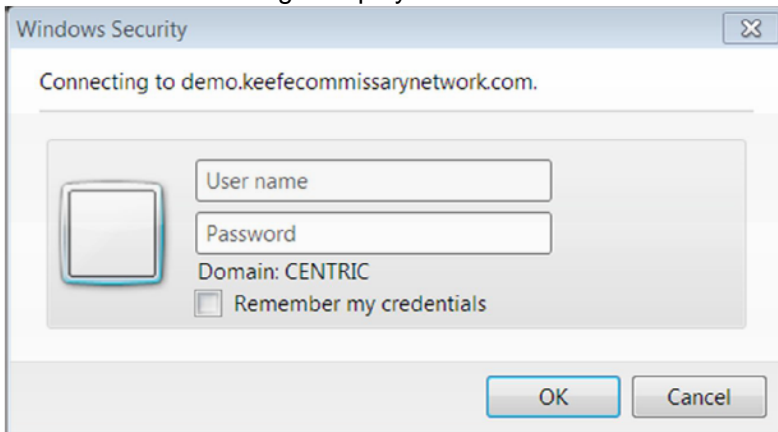 Windows Security
Connecting to demo.keefecommissarynetwork.com.
User name
Password
Domain: CENTRIC
Remember my credentials
OK Cancel